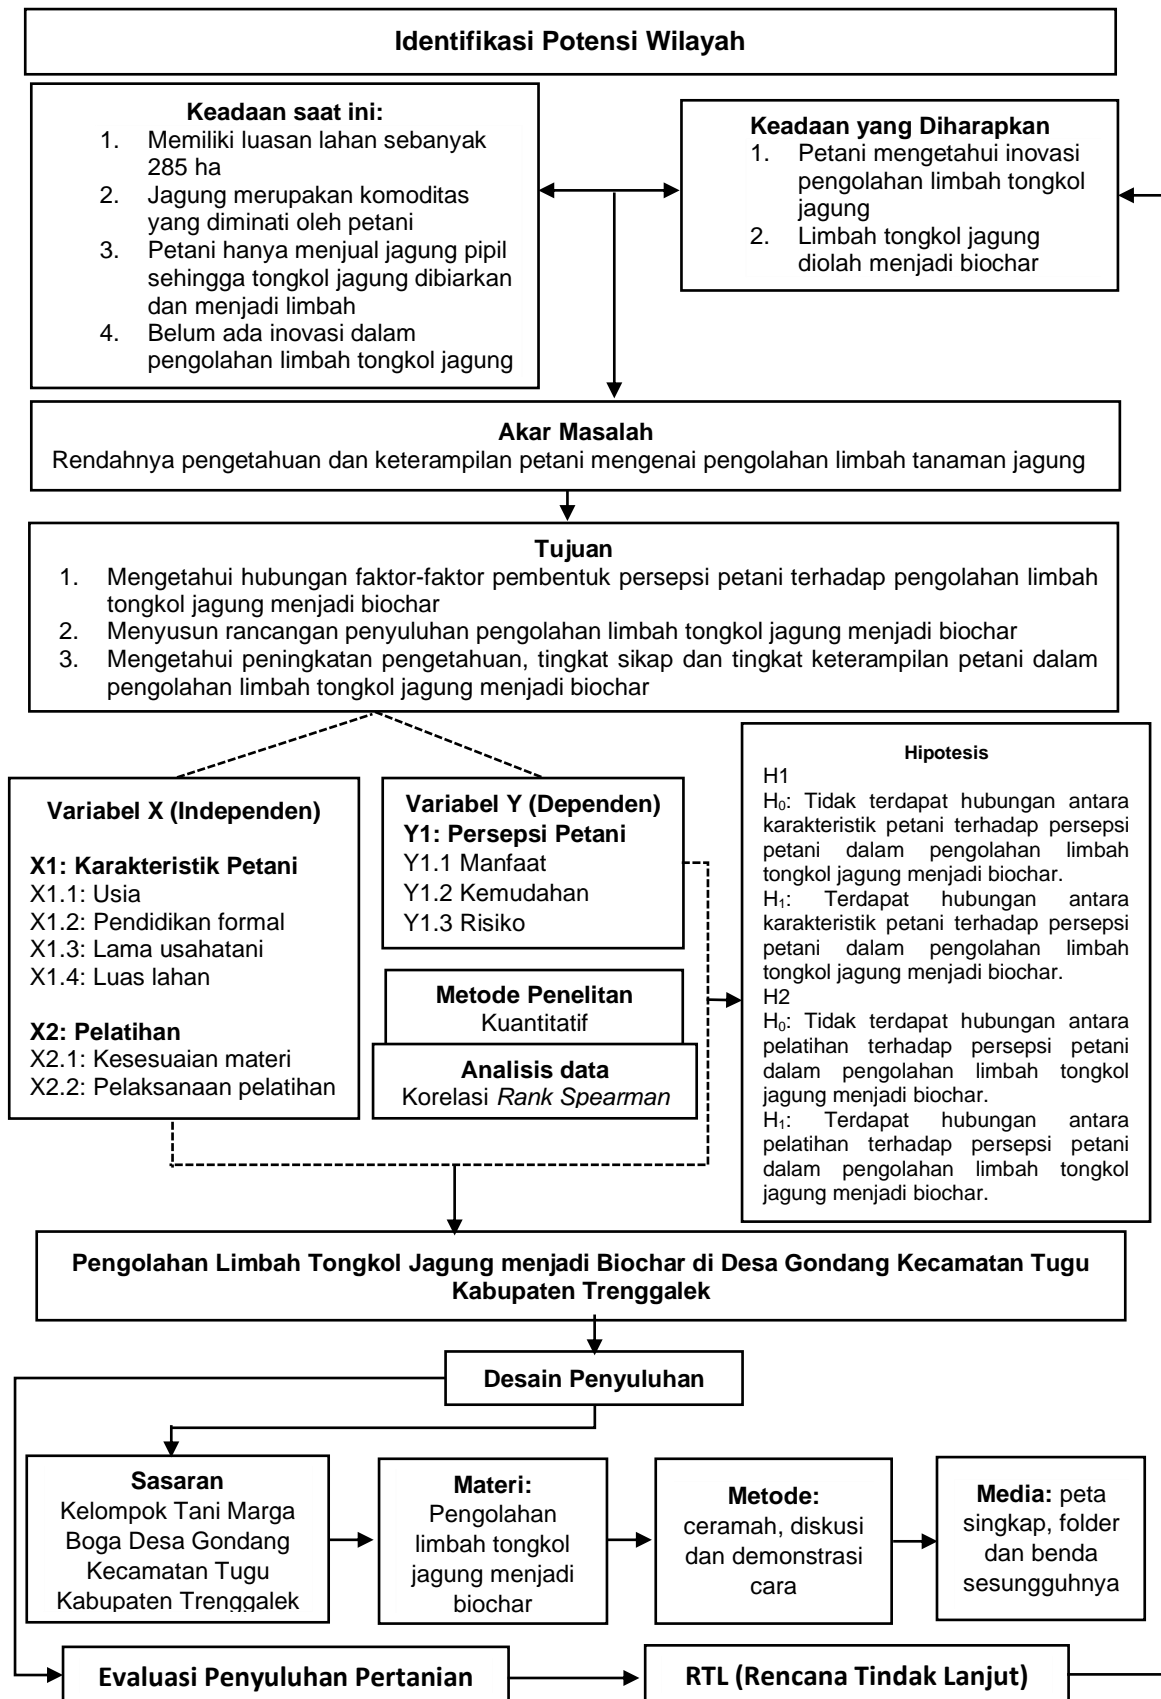 Identifikasi Potensi Wilayah
Keadaan saat ini:
1. Memiliki luasan lahan sebanyak
285 ha
2. Jagung merupakan komoditas
yang diminati oleh petani
3. Petani hanya menjual jagung pipil
sehingga tongkol jagung dibiarkan
dan menjadi limbah
4. Belum ada inovasi dalam
pengolahan limbah tongkol jagung
Keadaan yang Diharapkan
1. Petani mengetahui inovasi
pengolahan limbah tongkol
jagung
2. Limbah tongkol jagung
diolah menjadi biochar
Akar Masalah
Rendahnya pengetahuan dan keterampilan petani mengenai pengolahan limbah tanaman jagung
Tujuan
1. Mengetahui hubungan faktor-faktor pembentuk persepsi petani terhadap pengolahan limbah
tongkol jagung menjadi biochar
2. Menyusun rancangan penyuluhan pengolahan limbah tongkol jagung menjadi biochar
3. Mengetahui peningkatan pengetahuan, tingkat sikap dan tingkat keterampilan petani dalam
pengolahan limbah tongkol jagung menjadi biochar
Variabel X (Independen)
X1: Karakteristik Petani
X1.1: Usia
X1.2: Pendidikan formal
X1.3: Lama usahatani
X1.4: Luas lahan
X2: Pelatihan
X2.1: Kesesuaian materi
X2.2: Pelaksanaan pelatihan
Variabel Y (Dependen)
Y1: Persepsi Petani
Y1.1 Manfaat
Y1.2 Kemudahan
Y1.3 Risiko
Metode Penelitan
Kuantitatif
Analisis data
Korelasi Rank Spearman
Hipotesis
H1
H₀: Tidak terdapat hubungan antara
karakteristik petani terhadap persepsi
petani dalam pengolahan limbah
tongkol jagung menjadi biochar.
H₁: Terdapat hubungan antara
karakteristik petani terhadap persepsi
petani dalam pengolahan limbah
tongkol jagung menjadi biochar.
H2
H₀: Tidak terdapat hubungan antara
pelatihan terhadap persepsi petani
dalam pengolahan limbah tongkol
jagung menjadi biochar.
H₁: Terdapat hubungan antara
pelatihan terhadap persepsi petani
dalam pengolahan limbah tongkol
jagung menjadi biochar.
Pengolahan Limbah Tongkol Jagung menjadi Biochar di Desa Gondang Kecamatan Tugu
Kabupaten Trenggalek
Desain Penyuluhan
Sasaran
Kelompok Tani Marga
Boga Desa Gondang
Kecamatan Tugu
Kabupaten Trenggalek
Materi:
Pengolahan
limbah tongkol
jagung menjadi
biochar
Metode:
ceramah, diskusi
dan demonstrasi
cara
Media: peta
singkap, folder
dan benda
sesungguhnya
Evaluasi Penyuluhan Pertanian
RTL (Rencana Tindak Lanjut)